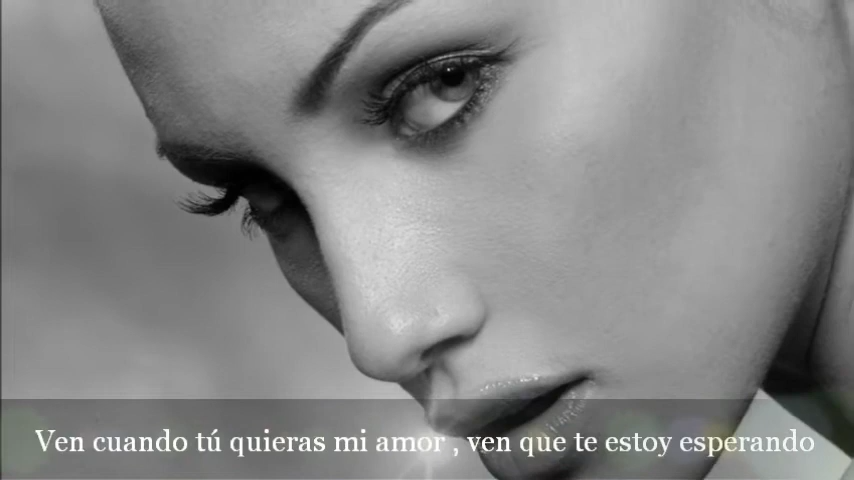 Ven cuando tú quieras mi amor , ven que te estoy esperando